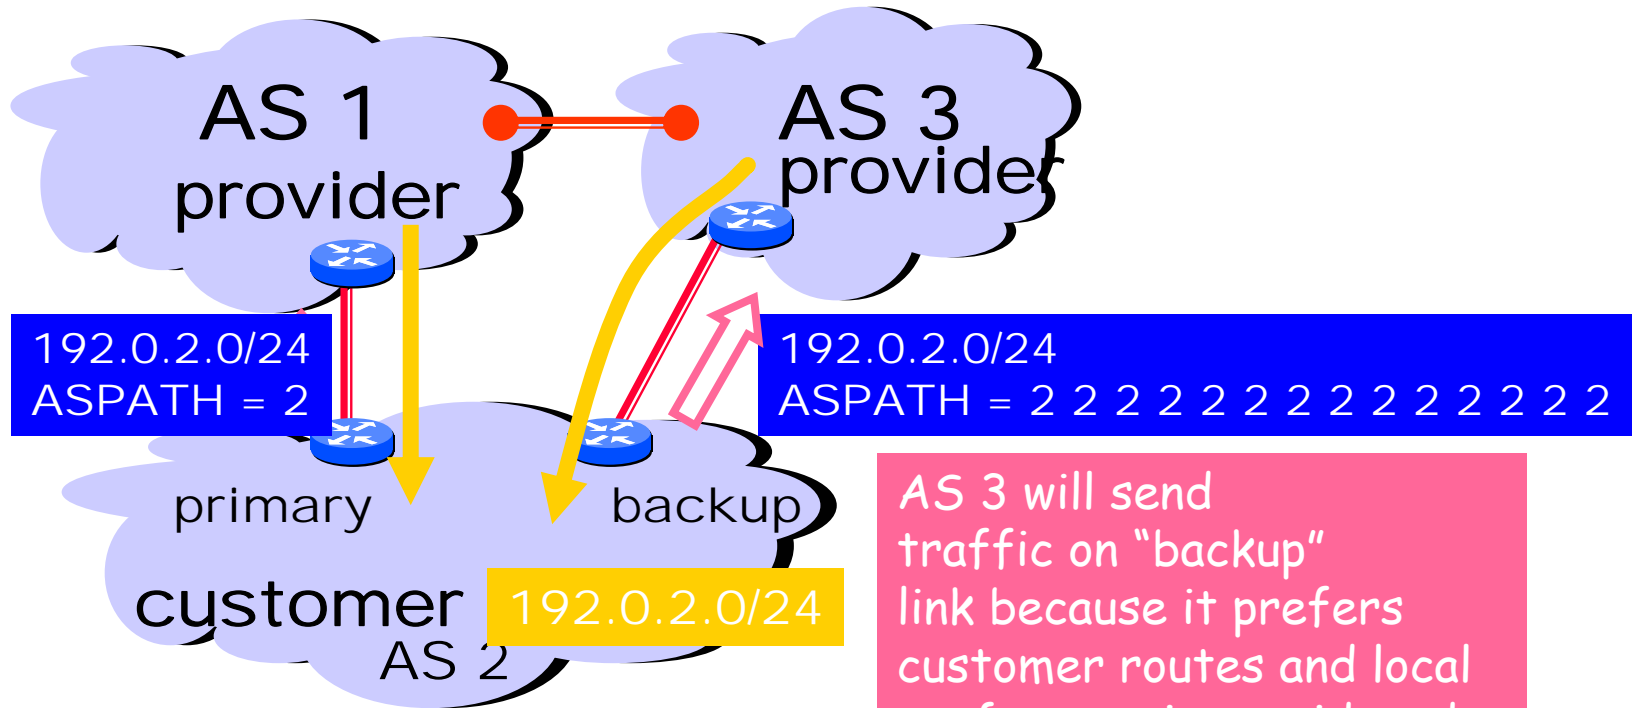 AS 1
provider
AS 3
provider
192.0.2.0/24
ASPATH = 2
192.0.2.0/24
ASPATH = 2 2 2 2 2 2 2 2 2 2 2 2 2 2
primary
backup
customer
AS 2
192.0.2.0/24
AS 3 will send
traffic on “backup”
link because it prefers
customer routes and local